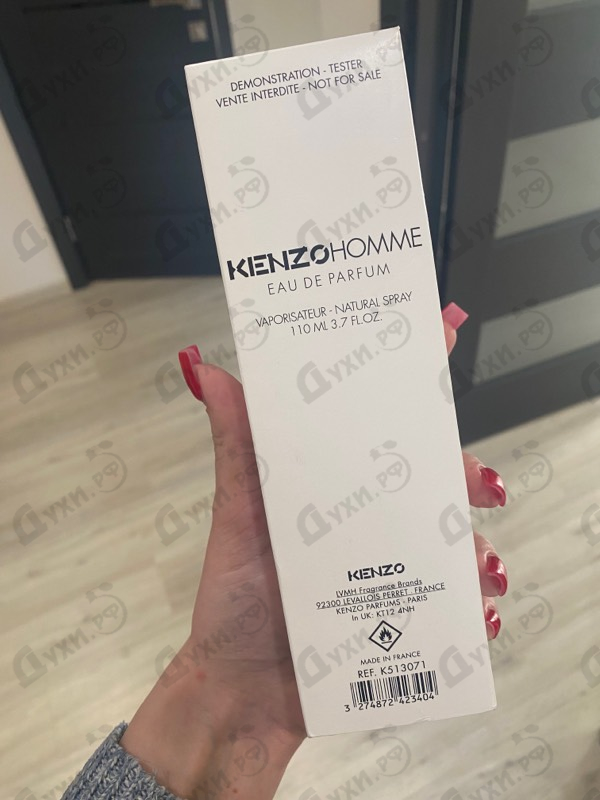 DEMONSTRATION - TESTER
VENTE INTERDITE - NOT FOR SALE
KENZOHOMME
EAU DE PARFUM
VAPORISATEUR - NATURAL SPRAY
110 ML 3.7 FL.OZ.
KENZO
LVMH Fragrance Brands
92300 LEVALLOIS PERRET . FRANCE
KENZO PARFUMS - PARIS
In UK: KT12 4NH
MADE IN FRANCE
REF. K513071
3 274872 423404
Духи.рф